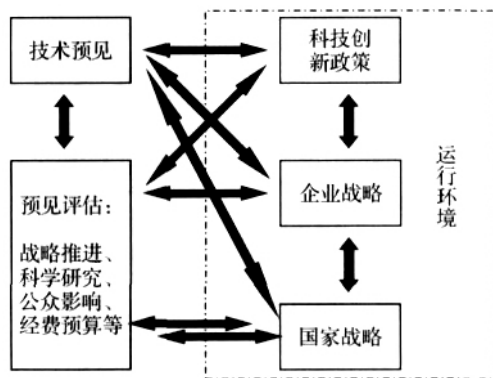 技术预见
科技创
新政策
预见评估：
战略推进、
科学研究、
公众影响、
经费预算等
企业战略
国家战略
运行环境